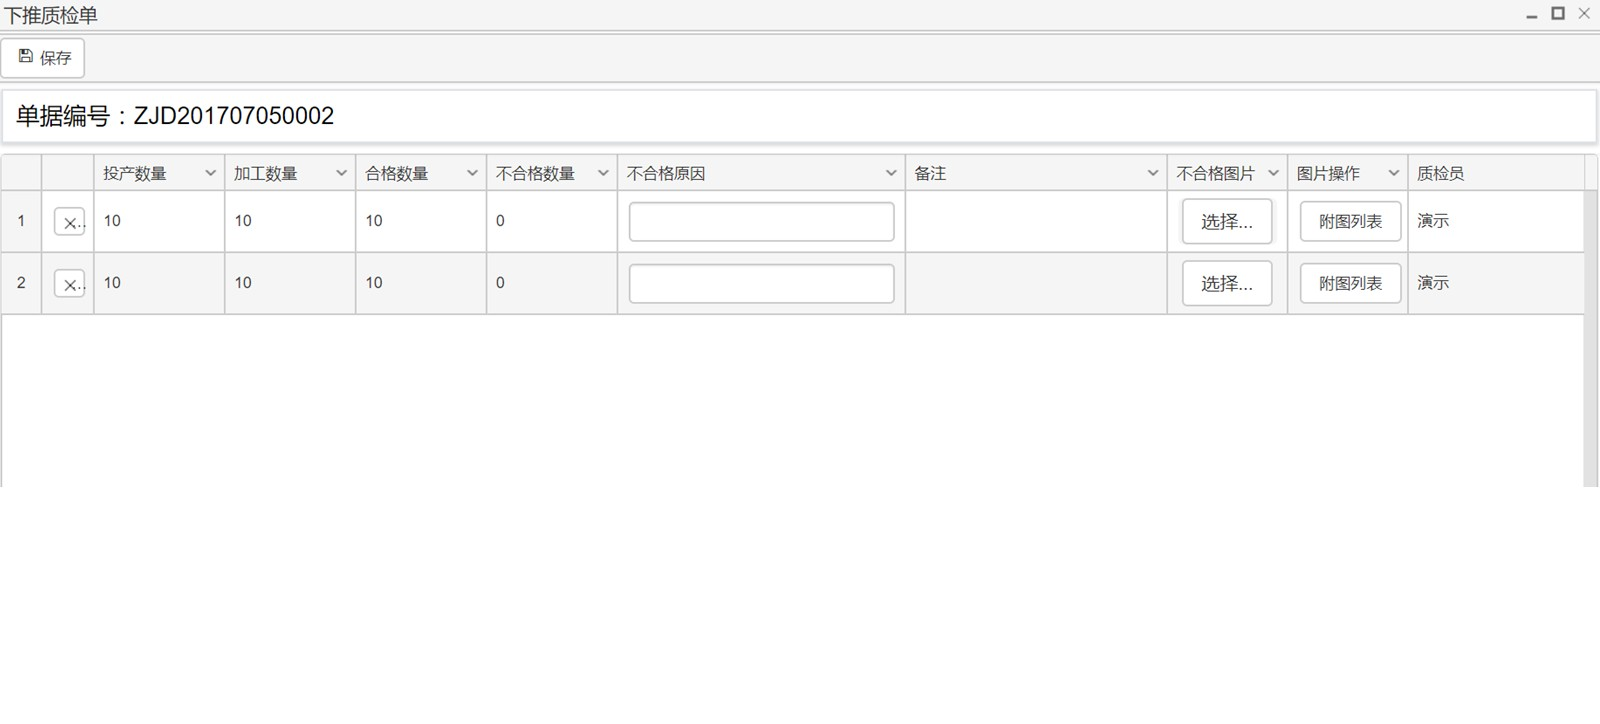 下推质检单
保存
单据编号：ZJD201707050002
投产数量 加工数量 合格数量 不合格数量 不合格原因 备注 不合格图片 图片操作 质检员
1 10 10 10 0 选择... 附图列表 演示
2 10 10 10 0 选择... 附图列表 演示